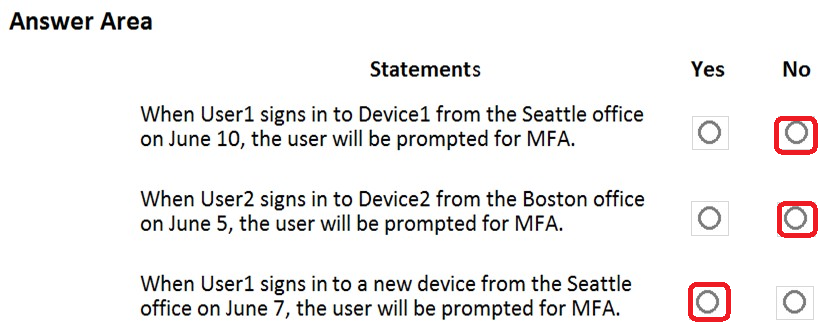 Answer Area
Statements Yes No
When User1 signs in to Device1 from the Seattle office
on June 10, the user will be prompted for MFA.
When User2 signs in to Device2 from the Boston office
on June 5, the user will be prompted for MFA.
When User1 signs in to a new device from the Seattle
office on June 7, the user will be prompted for MFA.